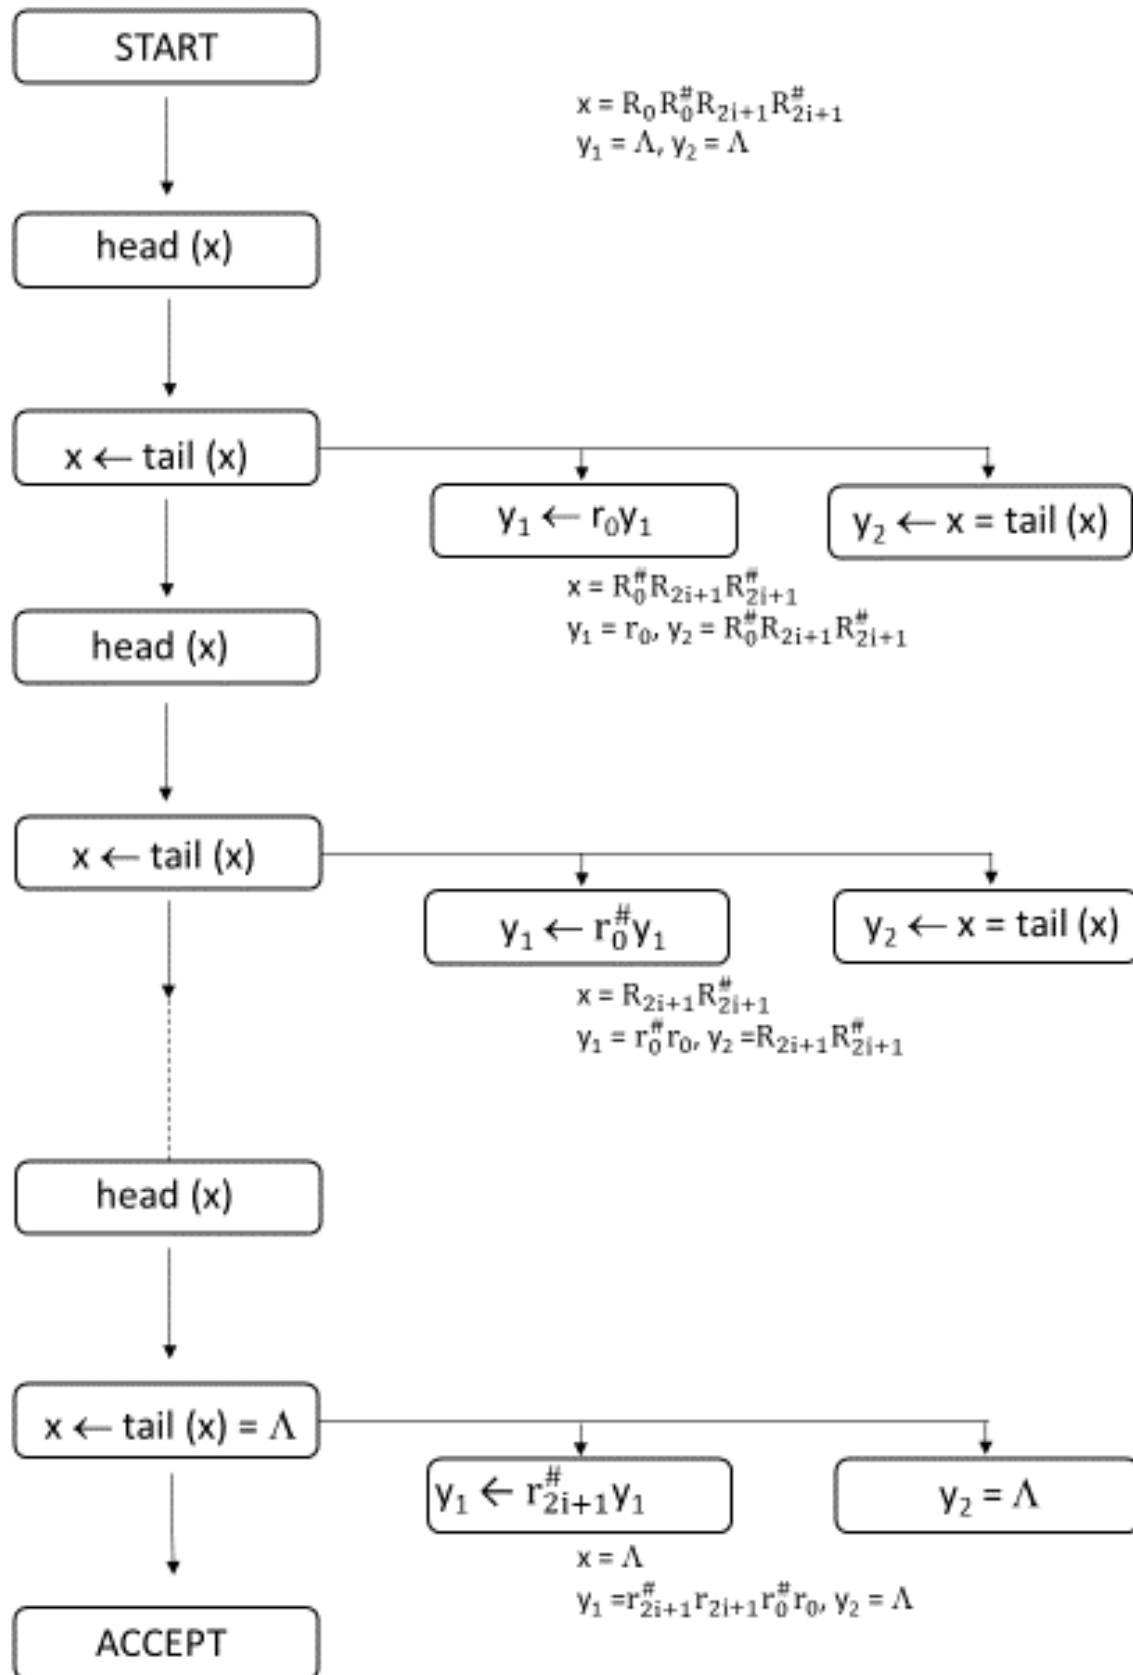 START
x = R₀R₀^#R₂ᵢ₊₁R₂ᵢ₊₁^#
y₁ = Λ, y₂ = Λ
head (x)
x ← tail (x)
y₁ ← r₀y₁
y₂ ← x = tail (x)
x = R₀^#R₂ᵢ₊₁R₂ᵢ₊₁^#
y₁ = r₀, y₂ = R₀^#R₂ᵢ₊₁R₂ᵢ₊₁^#
head (x)
x ← tail (x)
y₁ ← r₀^#y₁
y₂ ← x = tail (x)
x = R₂ᵢ₊₁R₂ᵢ₊₁^#
y₁ = r₀^#r₀, y₂ =R₂ᵢ₊₁R₂ᵢ₊₁^#
head (x)
x ← tail (x) = Λ
y₁ ← r₂ᵢ₊₁^#y₁
y₂ = Λ
x = Λ
y₁ =r₂ᵢ₊₁^#r₂ᵢ₊₁r₀^#r₀, y₂ = Λ
ACCEPT